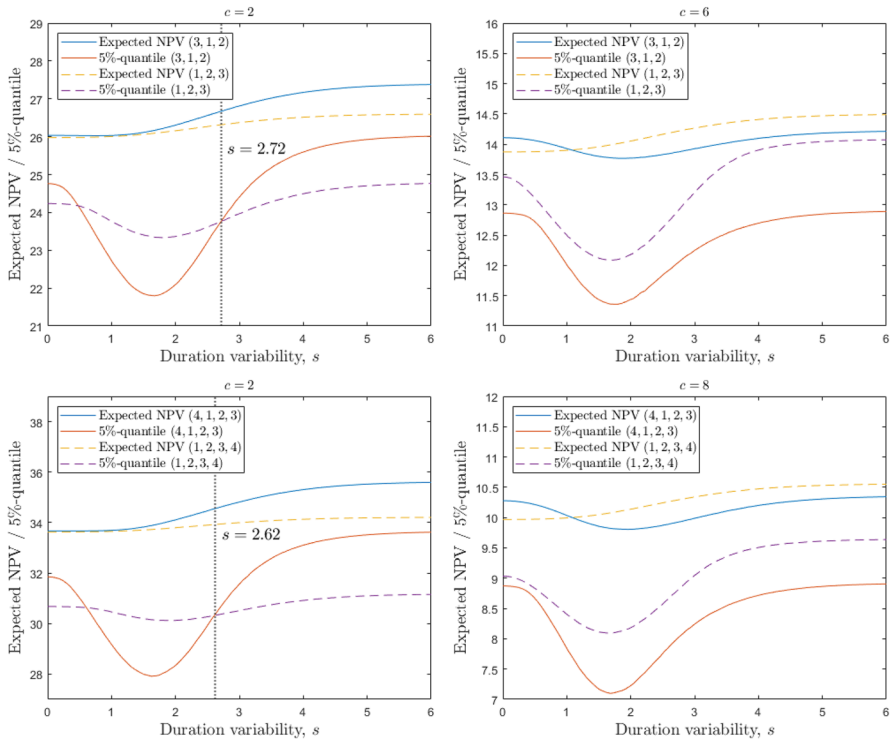 c = 2
Expected NPV / 5%-quantile
29
28
27
26
25
24
23
22
21
Expected NPV (3, 1, 2)
5%-quantile (3, 1, 2)
Expected NPV (1, 2, 3)
5%-quantile (1, 2, 3)
s = 2.72
0 1 2 3 4 5 6
Duration variability, s
c = 6
Expected NPV / 5%-quantile
16
15.5
15
14.5
14
13.5
13
12.5
12
11.5
11
Expected NPV (3, 1, 2)
5%-quantile (3, 1, 2)
Expected NPV (1, 2, 3)
5%-quantile (1, 2, 3)
0 1 2 3 4 5 6
Duration variability, s
c = 2
Expected NPV / 5%-quantile
38
36
34
32
30
28
Expected NPV (4, 1, 2, 3)
5%-quantile (4, 1, 2, 3)
Expected NPV (1, 2, 3, 4)
5%-quantile (1, 2, 3, 4)
s = 2.62
0 1 2 3 4 5 6
Duration variability, s
c = 8
Expected NPV / 5%-quantile
12
11.5
11
10.5
10
9.5
9
8.5
8
7.5
7
Expected NPV (4, 1, 2, 3)
5%-quantile (4, 1, 2, 3)
Expected NPV (1, 2, 3, 4)
5%-quantile (1, 2, 3, 4)
0 1 2 3 4 5 6
Duration variability, s